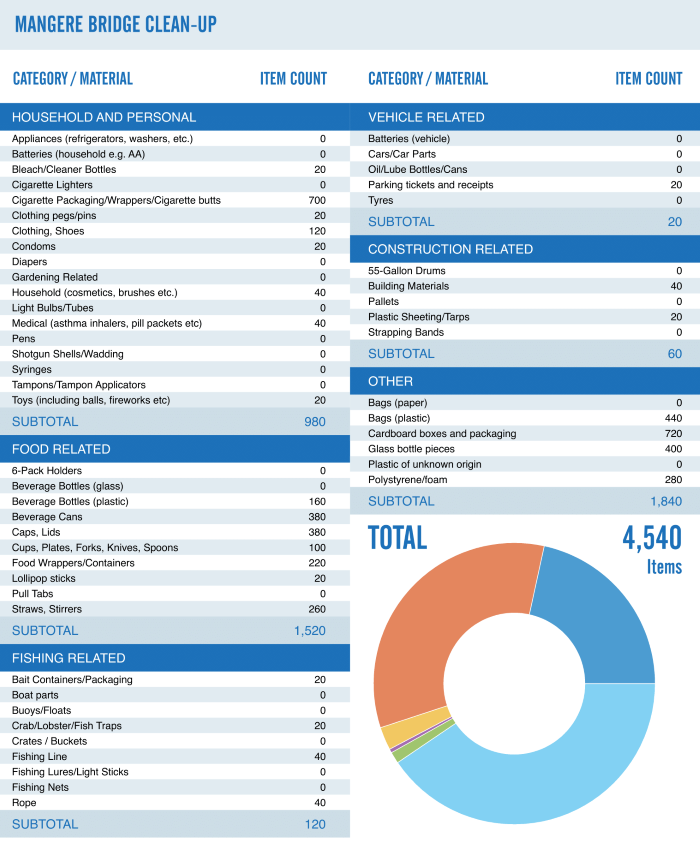 MANGERE BRIDGE CLEAN-UP
CATEGORY / MATERIAL ITEM COUNT
HOUSEHOLD AND PERSONAL
Appliances (refrigerators, washers, etc.) 0
Batteries (household e.g. AA) 0
Bleach/Cleaner Bottles 20
Cigarette Lighters 0
Cigarette Packaging/Wrappers/Cigarette butts 700
Clothing pegs/pins 20
Clothing, Shoes 120
Condoms 20
Diapers 0
Gardening Related 0
Household (cosmetics, brushes etc.) 40
Light Bulbs/Tubes 0
Medical (asthma inhalers, pill packets etc) 40
Pens 0
Shotgun Shells/Wadding 0
Syringes 0
Tampons/Tampon Applicators 0
Toys (including balls, fireworks etc) 20
SUBTOTAL 980
FOOD RELATED
6-Pack Holders 0
Beverage Bottles (glass) 0
Beverage Bottles (plastic) 160
Beverage Cans 380
Caps, Lids 380
Cups, Plates, Forks, Knives, Spoons 100
Food Wrappers/Containers 220
Lollipop sticks 20
Pull Tabs 0
Straws, Stirrers 260
SUBTOTAL 1,520
FISHING RELATED
Bait Containers/Packaging 20
Boat parts 0
Buoys/Floats 0
Crab/Lobster/Fish Traps 20
Crates / Buckets 0
Fishing Line 40
Fishing Lures/Light Sticks 0
Fishing Nets 0
Rope 40
SUBTOTAL 120
CATEGORY / MATERIAL ITEM COUNT
VEHICLE RELATED
Batteries (vehicle) 0
Cars/Car Parts 0
Oil/Lube Bottles/Cans 0
Parking tickets and receipts 20
Tyres 0
SUBTOTAL 20
CONSTRUCTION RELATED
55-Gallon Drums 0
Building Materials 40
Pallets 0
Plastic Sheeting/Tarps 20
Strapping Bands 0
SUBTOTAL 60
OTHER
Bags (paper) 0
Bags (plastic) 440
Cardboard boxes and packaging 720
Glass bottle pieces 400
Plastic of unknown origin 0
Polystyrene/foam 280
SUBTOTAL 1,840
TOTAL 4,540
Items